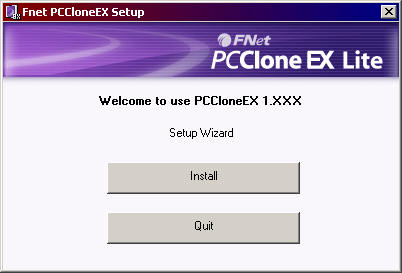 Fnet PCCloneEX Setup
FNet
PCClone EX Lite
Welcome to use PCCloneEX 1.XXX
Setup Wizard
Install
Quit